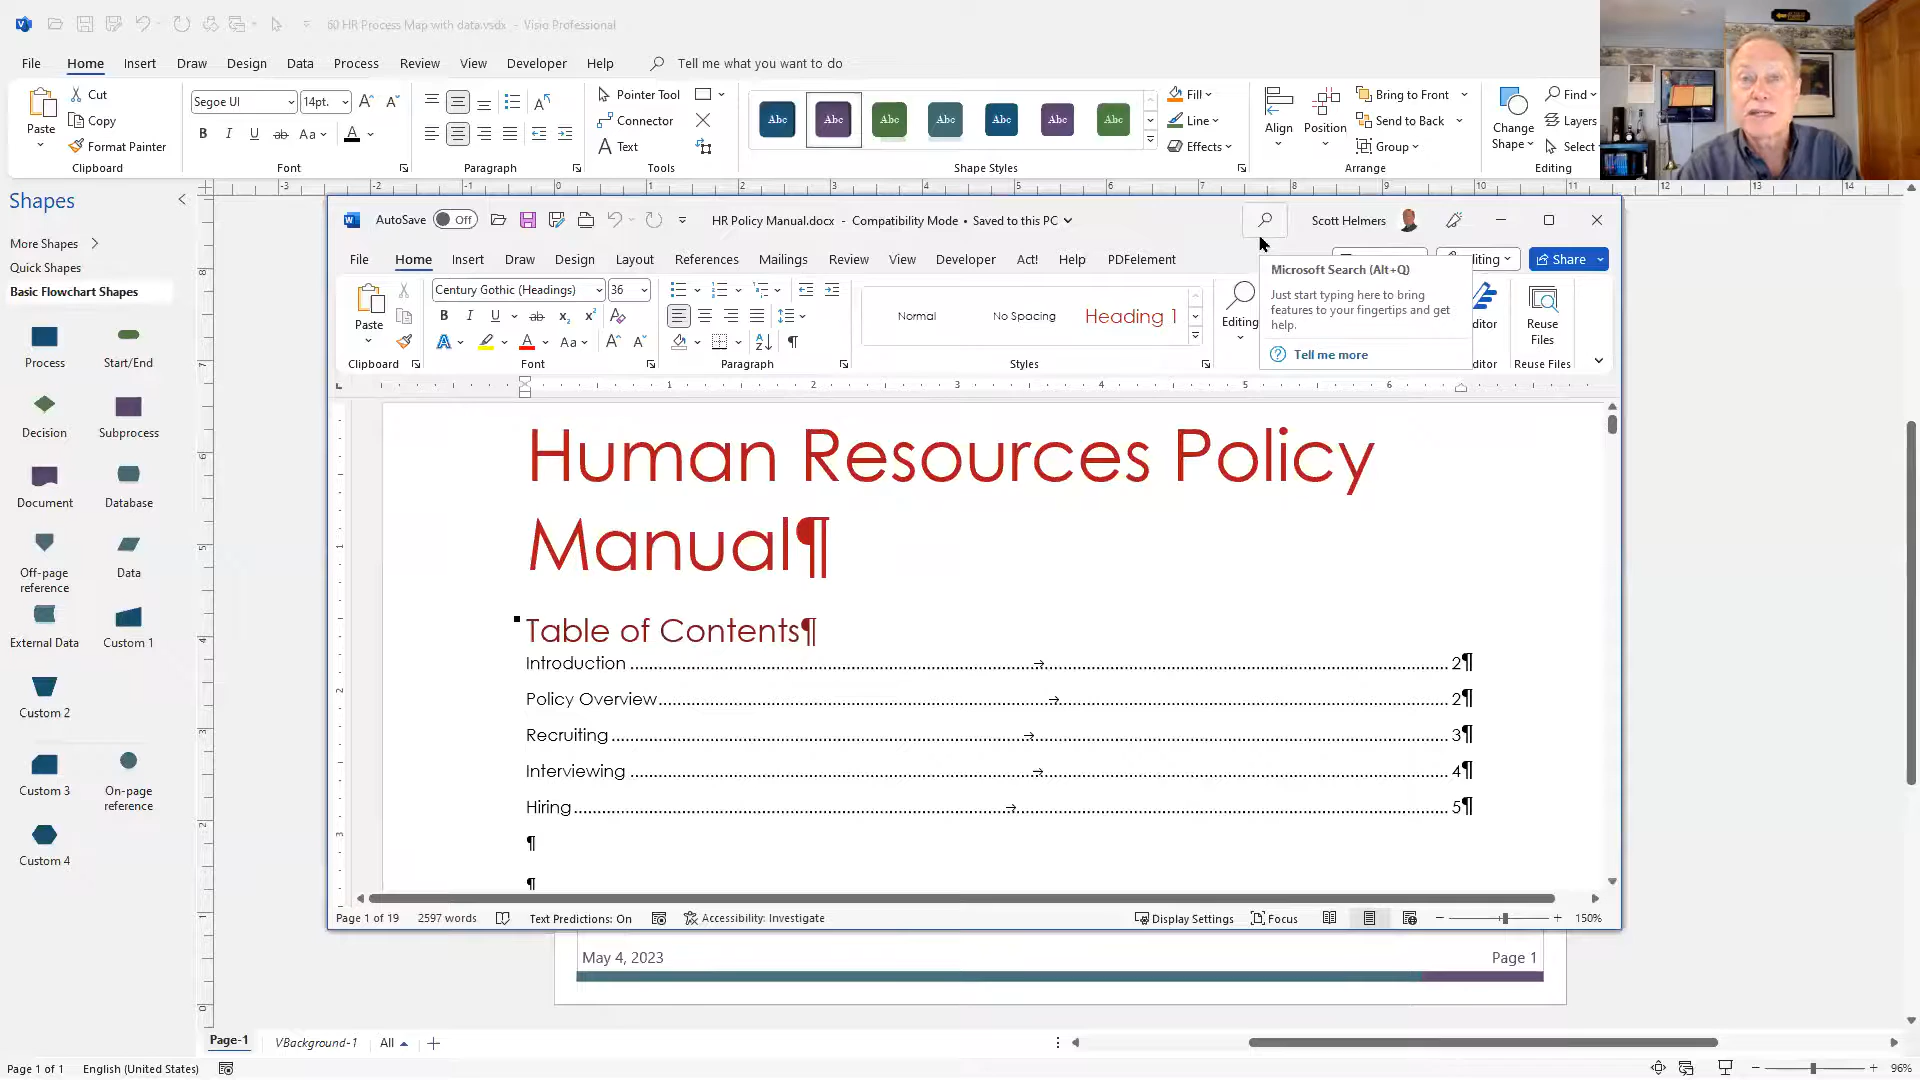 60 HR Process Map with data.vsdx - Visio Professional
File Home Insert Draw Design Data Process Review View Developer Help Tell me what you want to do
Paste
Cut
Copy
Format Painter
Clipboard
Segoe UI 14pt.
Font
Paragraph
Pointer Tool
Connector
Text
Tools
Abc Abc Abc Abc Abc Abc Abc
Shape Styles
Fill
Line
Effects
Align
Position
Bring to Front
Send to Back
Group
Arrange
Change
Shape
Find
Layers
Select
Editing
Shapes
More Shapes
Quick Shapes
Basic Flowchart Shapes
Process Start/End
Decision Subprocess
Document Database
Off-page
reference
Data
External Data Custom 1
Custom 2
Custom 3
On-page
reference
Custom 4
AutoSave Off HR Policy Manual.docx - Compatibility Mode • Saved to this PC Scott Helmers
File Home Insert Draw Design Layout References Mailings Review View Developer Act! Help PDFelement Share
Paste
Clipboard
Century Gothic (Headings) 36
Font
Paragraph
Normal No Spacing Heading 1
Styles
Editing
Microsoft Search (Alt+Q)
Just start typing here to bring
features to your fingertips and get
help.
Tell me more
Reuse
Files
Reuse Files
Human Resources Policy
Manual¶
Table of Contents¶
Introduction → 2¶
Policy Overview → 2¶
Recruiting → 3¶
Interviewing → 4¶
Hiring → 5¶
¶
¶
Page 1 of 19 2597 words Text Predictions: On Accessibility: Investigate Display Settings Focus 150%
May 4, 2023 Page 1
Page-1 VBackground-1 All
Page 1 of 1 English (United States) 96%